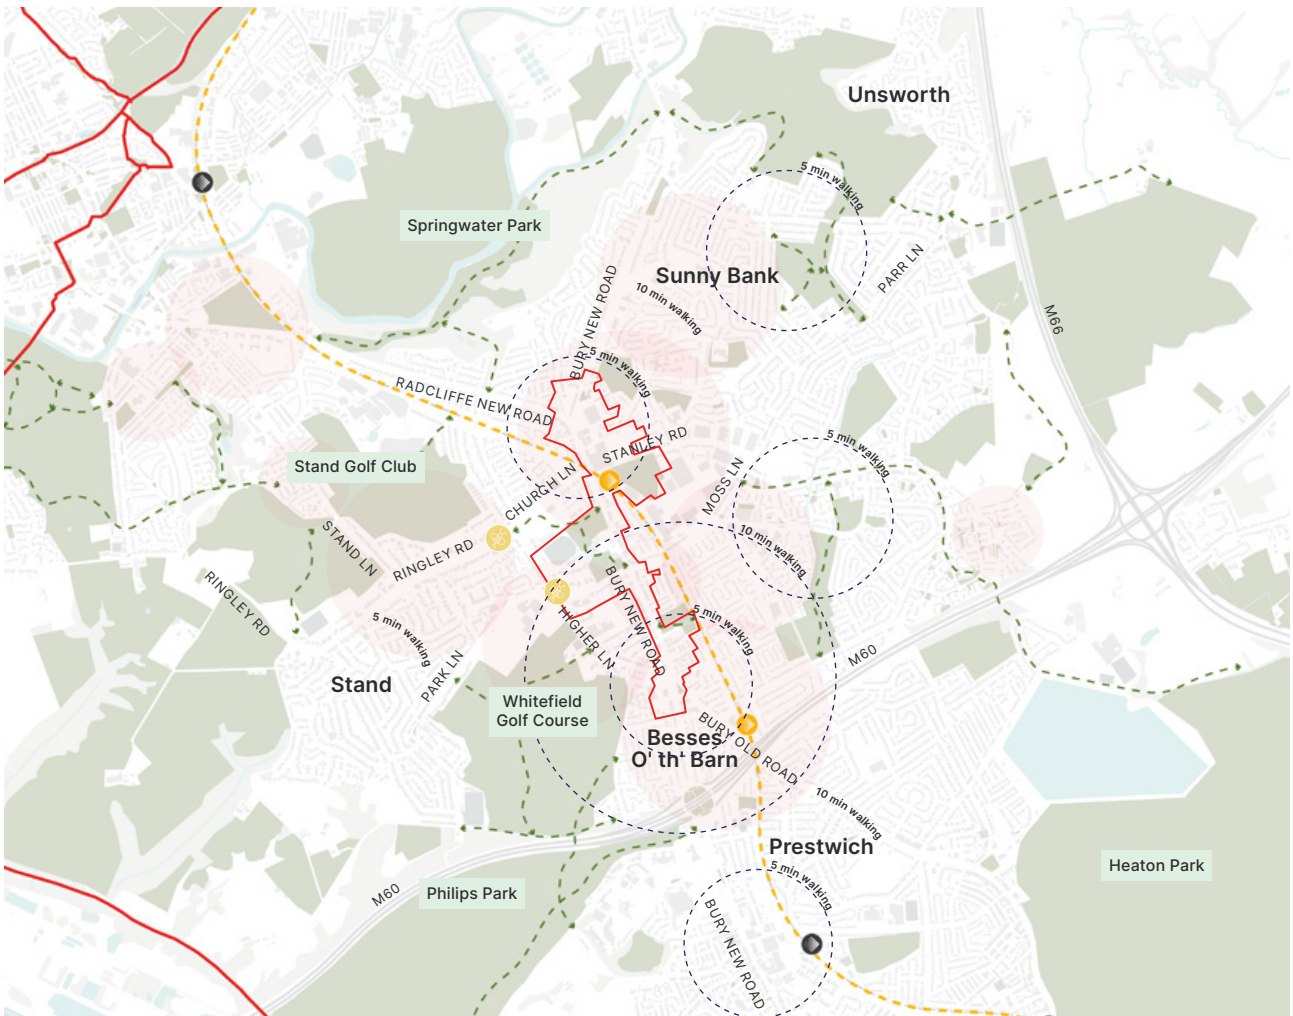 Unsworth
5 min walking
Springwater Park
PARR LN
BURY NEW ROAD
Sunny Bank
10 min walking
M66
5 min walking
RADCLIFFE NEW ROAD
STANLEY RD
5 min walking
Stand Golf Club
CHURCH LN
MOSS LN
STAND LN
RINGLEY RD
10 min walking
RINGLEY RD
BURY NEW ROAD
5 min walking
HIGHER LN
5 min walking
M60
PARK LN
Stand
Whitefield
Golf Course
BURY OLD ROAD
Besses
O' th' Barn
10 min walking
Prestwich
5 min walking
Heaton Park
M60
Philips Park
BURY NEW ROAD